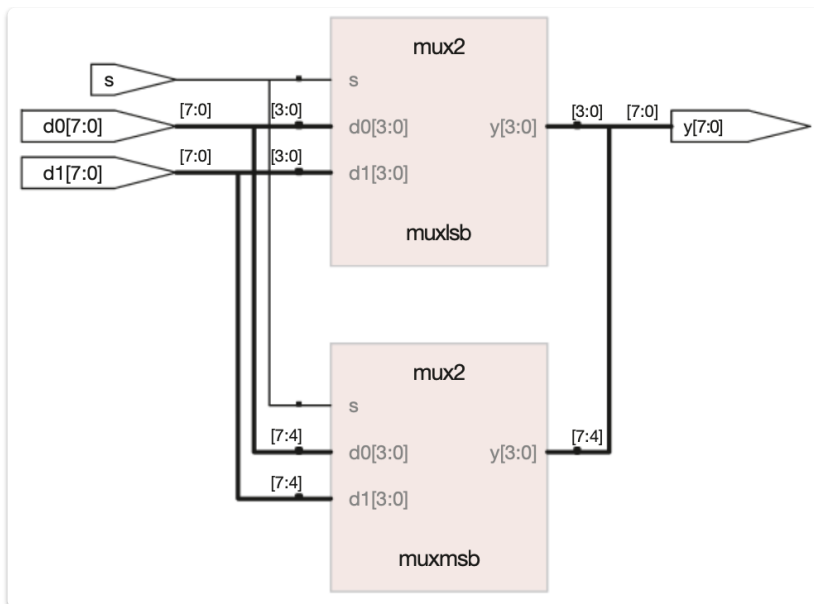 mux2
s
s
[7:0]
[3:0]
[3:0]
[7:0]
d0[7:0]
d0[3:0]
y[3:0]
y[7:0]
[7:0]
[3:0]
d1[7:0]
d1[3:0]
muxlsb
mux2
s
[7:4]
[7:4]
d0[3:0]
y[3:0]
[7:4]
d1[3:0]
muxmsb